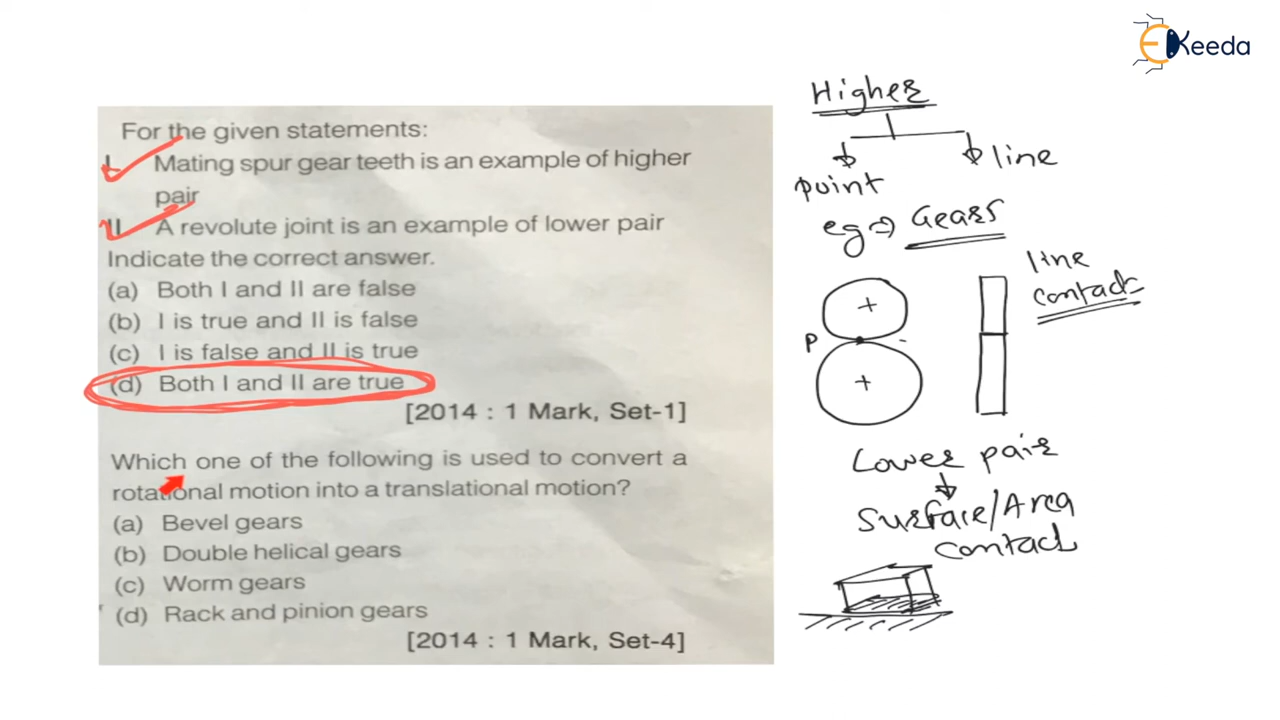 EKeeda
For the given statements:
I. Mating spur gear teeth is an example of higher
pair
II. A revolute joint is an example of lower pair
Indicate the correct answer.
(a) Both I and II are false
(b) I is true and II is false
(c) I is false and II is true
(d) Both I and II are true
[2014 : 1 Mark, Set-1]
Which one of the following is used to convert a
rotational motion into a translational motion?
(a) Bevel gears
(b) Double helical gears
(c) Worm gears
(d) Rack and pinion gears
[2014 : 1 Mark, Set-4]
Higher
point
line
eg ⇒ Gears
line
contact
P
Lower pair
Surface/Area
contact